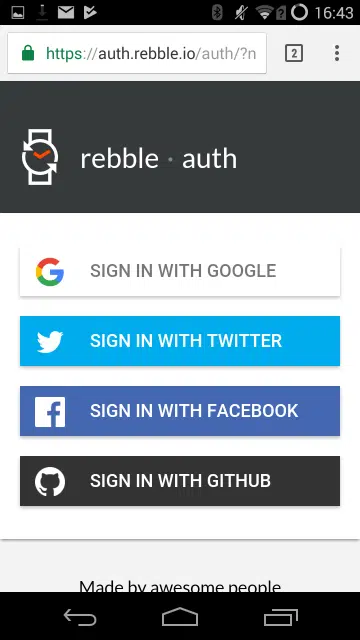 16:43
https://auth.rebble.io/auth/?n
2
rebble · auth
SIGN IN WITH GOOGLE
SIGN IN WITH TWITTER
SIGN IN WITH FACEBOOK
SIGN IN WITH GITHUB
Made by awesome people